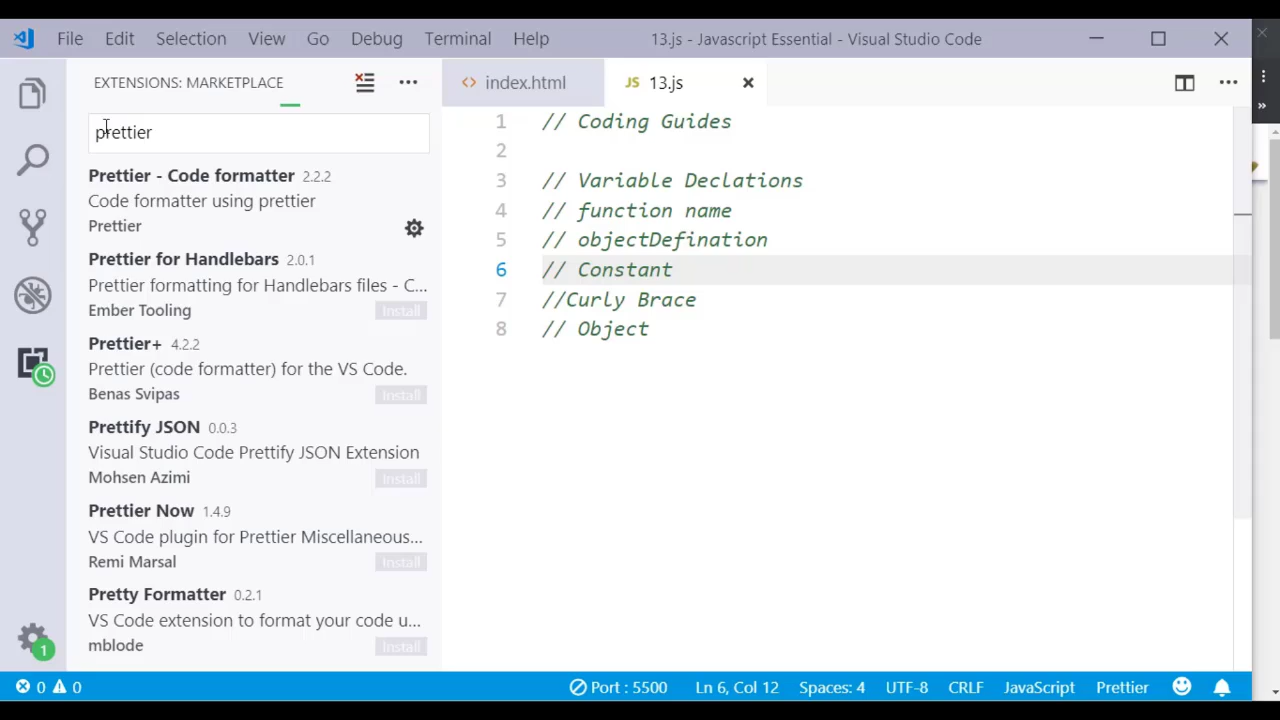 File Edit Selection View Go Debug Terminal Help 13.js - Javascript Essential - Visual Studio Code
EXTENSIONS: MARKETPLACE
prettier
Prettier - Code formatter 2.2.2
Code formatter using prettier
Prettier
Prettier for Handlebars 2.0.1
Prettier formatting for Handlebars files - C...
Ember Tooling Install
Prettier+ 4.2.2
Prettier (code formatter) for the VS Code.
Benas Svipas Install
Prettify JSON 0.0.3
Visual Studio Code Prettify JSON Extension
Mohsen Azimi Install
Prettier Now 1.4.9
VS Code plugin for Prettier Miscellaneous...
Remi Marsal Install
Pretty Formatter 0.2.1
VS Code extension to format your code u...
mblode Install
1
<> index.html JS 13.js
1 // Coding Guides
2
3 // Variable Declations
4 // function name
5 // objectDefination
6 // Constant
7 //Curly Brace
8 // Object
0 0 Port : 5500 Ln 6, Col 12 Spaces: 4 UTF-8 CRLF JavaScript Prettier